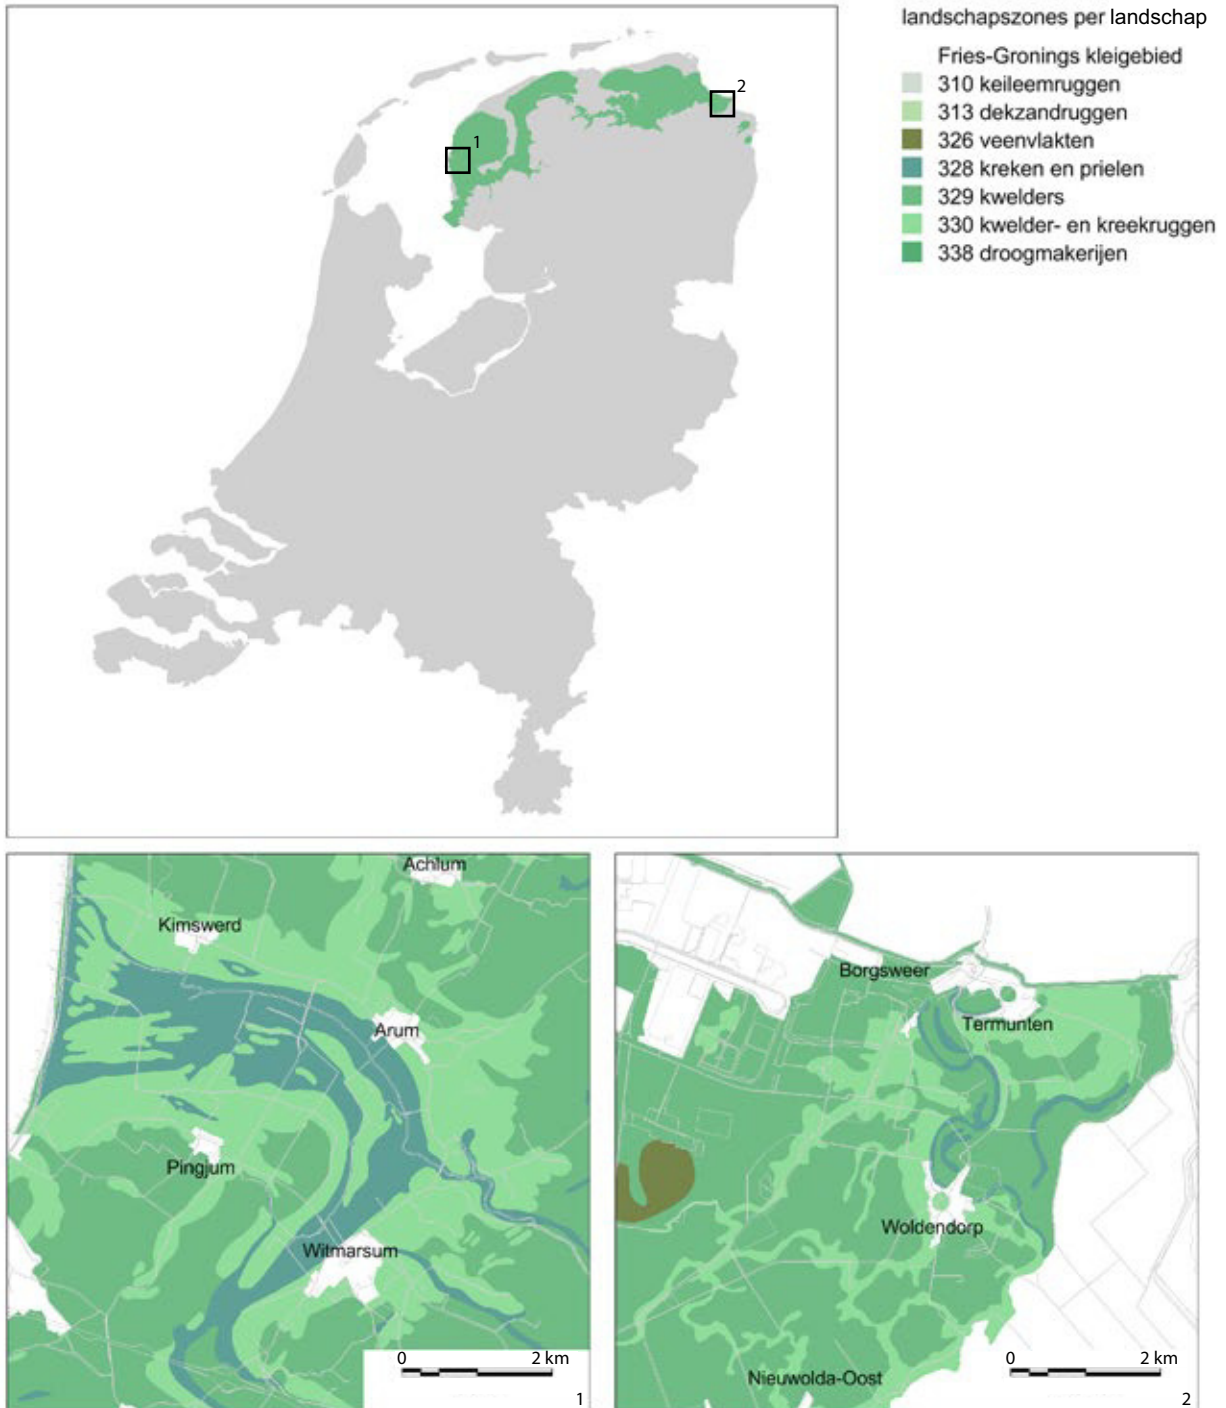 landschapszones per landschap
Fries-Gronings kleigebied
310 keileemruggen
313 dekzandruggen
326 veenvlakten
328 kreken en prielen
329 kwelders
330 kwelder- en kreekruggen
338 droogmakerijen
1
2
Achlum
Kimswerd
Arum
Pingjum
Witmarsum
0 2 km
1
Borgsweer
Termunten
Woldendorp
Nieuwolda-Oost
0 2 km
2